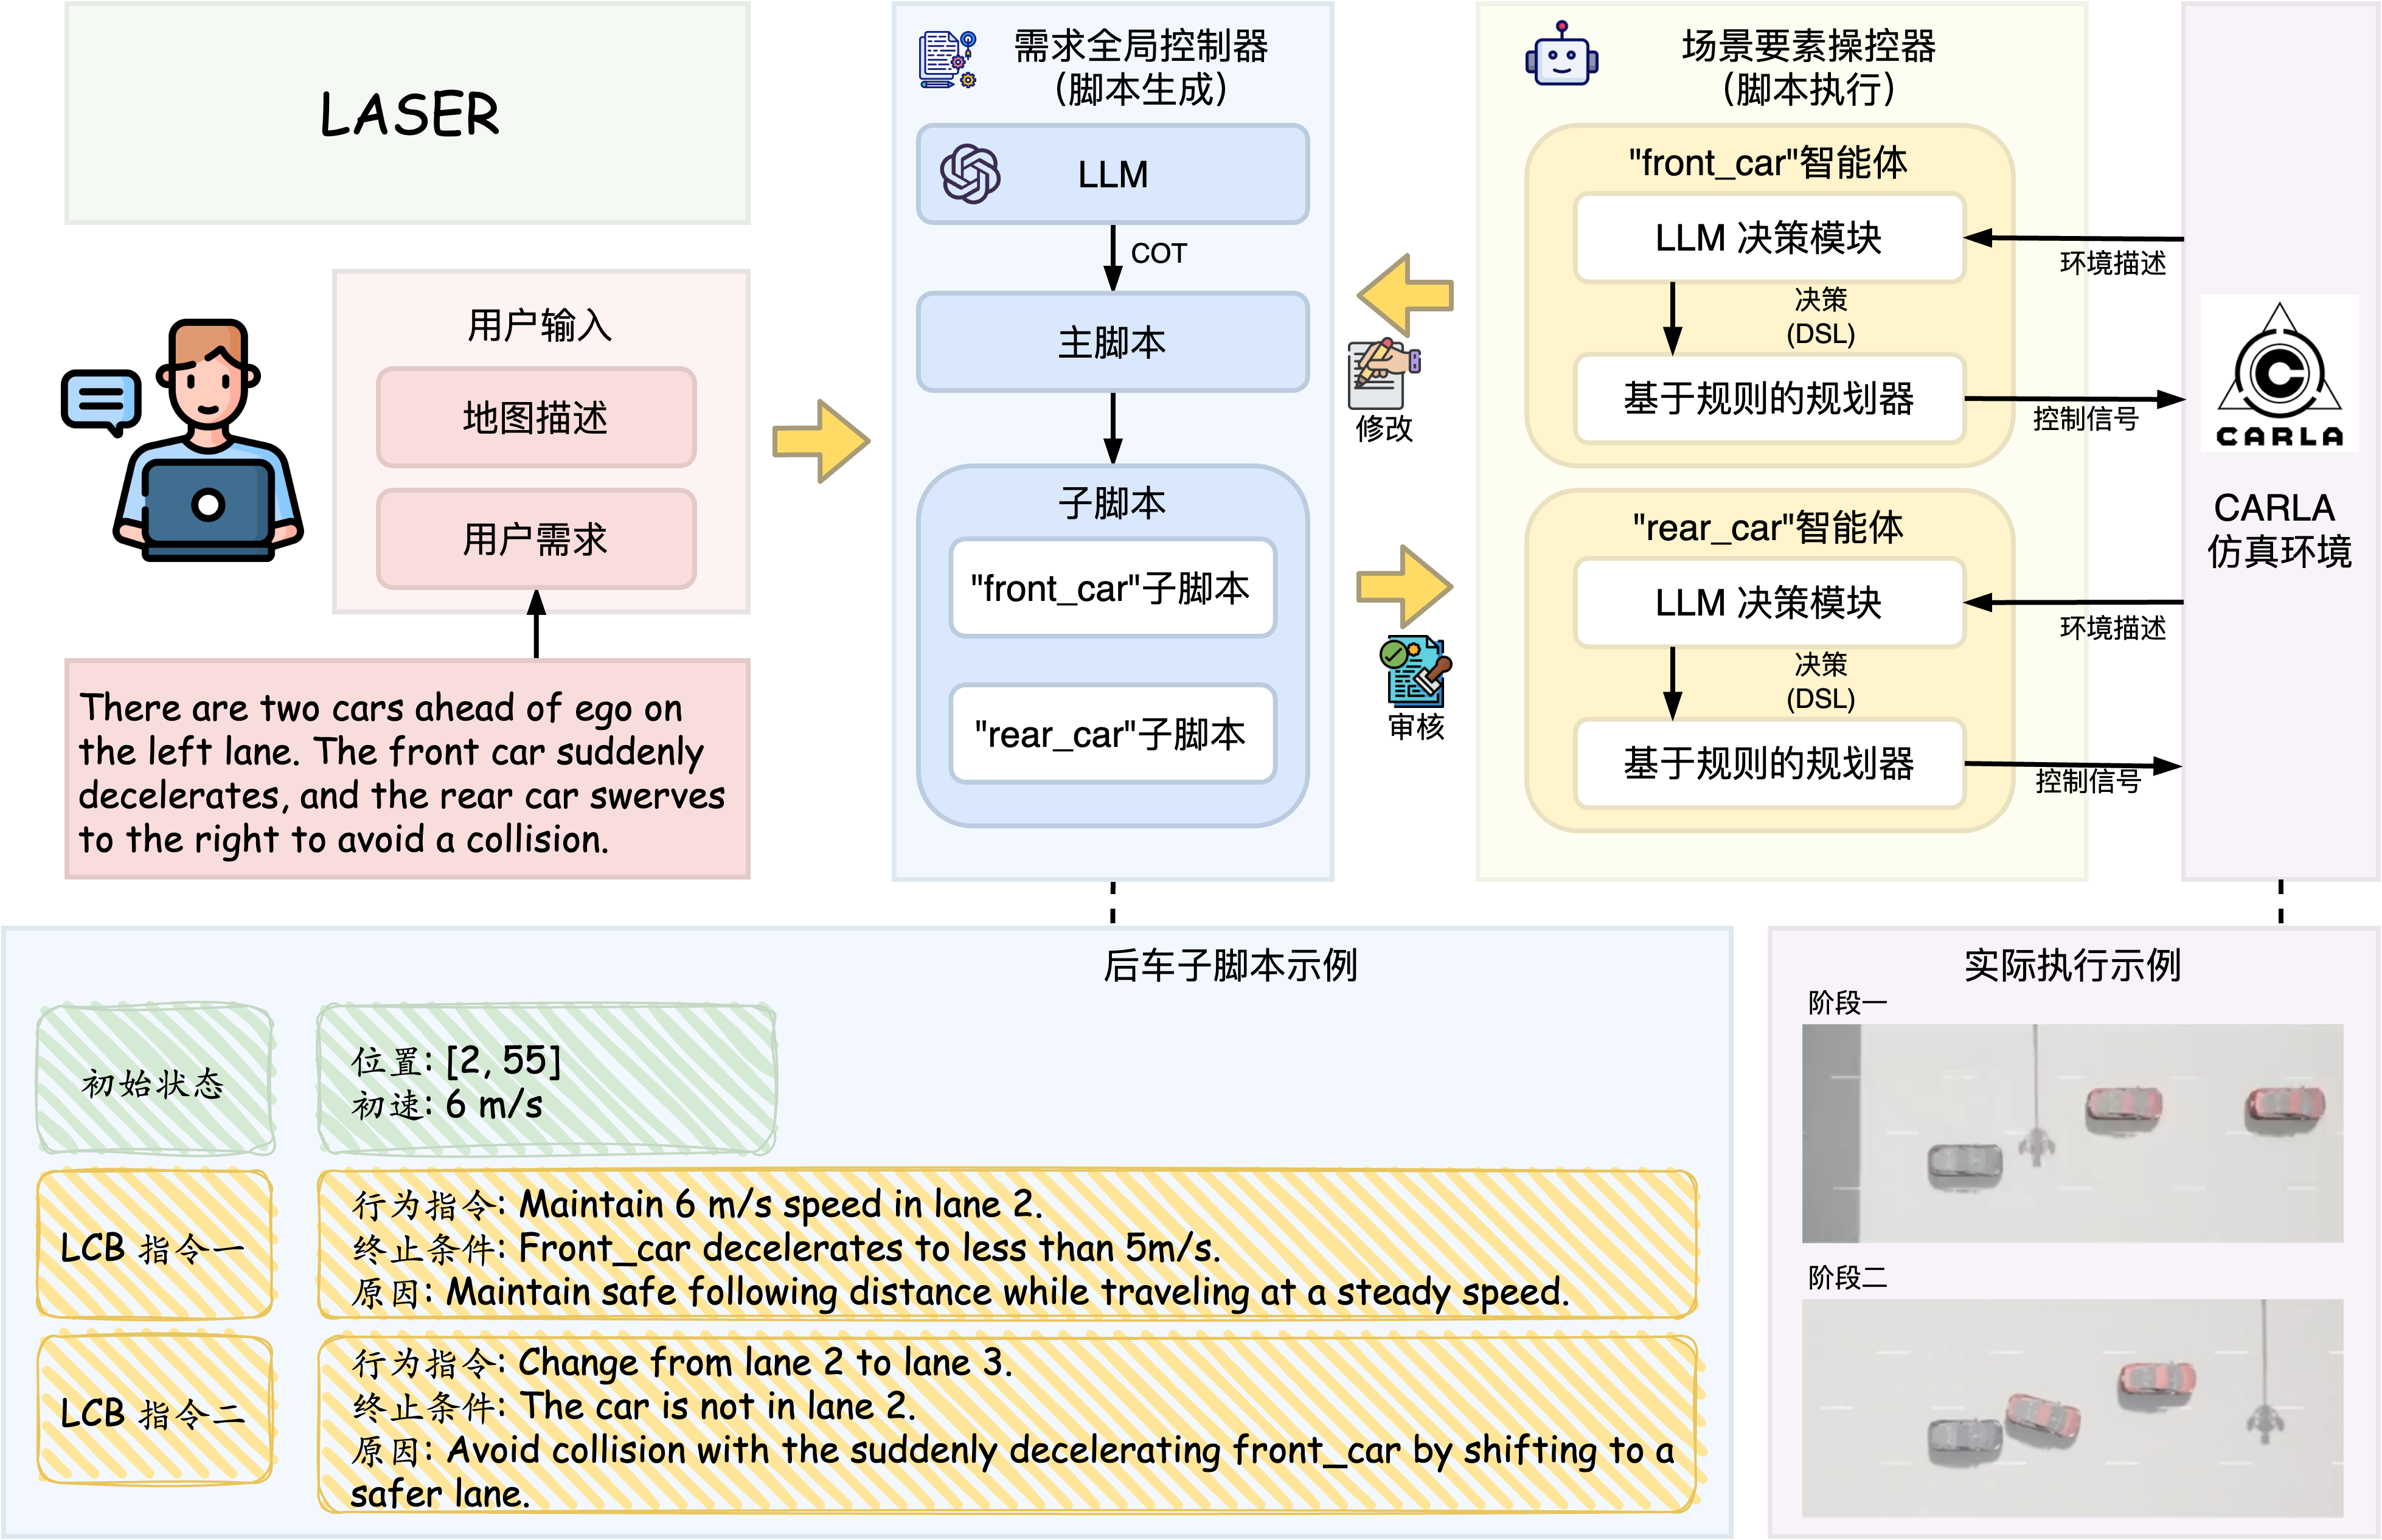 LASER
用户输入
地图描述
用户需求
There are two cars ahead of ego on
the left lane. The front car suddenly
decelerates, and the rear car swerves
to the right to avoid a collision.
需求全局控制器
(脚本生成)
LLM
COT
主脚本
子脚本
"front_car"子脚本
"rear_car"子脚本
修改
审核
场景要素操控器
(脚本执行)
"front_car"智能体
LLM 决策模块
决策
(DSL)
基于规则的规划器
"rear_car"智能体
LLM 决策模块
决策
(DSL)
基于规则的规划器
环境描述
控制信号
环境描述
控制信号
CARLA
CARLA
仿真环境
后车子脚本示例
初始状态
位置: [2, 55]
初速: 6 m/s
LCB 指令一
行为指令: Maintain 6 m/s speed in lane 2.
终止条件: Front_car decelerates to less than 5m/s.
原因: Maintain safe following distance while traveling at a steady speed.
LCB 指令二
行为指令: Change from lane 2 to lane 3.
终止条件: The car is not in lane 2.
原因: Avoid collision with the suddenly decelerating front_car by shifting to a
safer lane.
实际执行示例
阶段一
阶段二